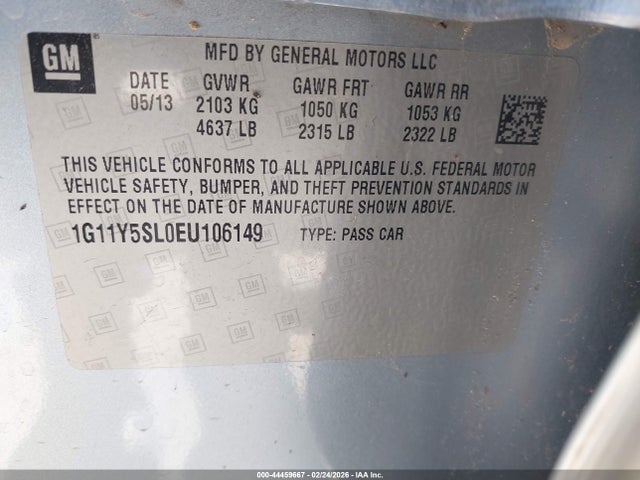 GM
MFD BY GENERAL MOTORS LLC
DATE GVWR GAWR FRT GAWR RR
05/13 2103 KG 1050 KG 1053 KG
4637 LB 2315 LB 2322 LB
THIS VEHICLE CONFORMS TO ALL APPLICABLE U.S. FEDERAL MOTOR
VEHICLE SAFETY, BUMPER, AND THEFT PREVENTION STANDARDS IN
EFFECT ON THE DATE OF MANUFACTURE SHOWN ABOVE.
1G11Y5SL0EU106149 TYPE: PASS CAR
000-44459667 - 02/24/2026 - IAA Inc.